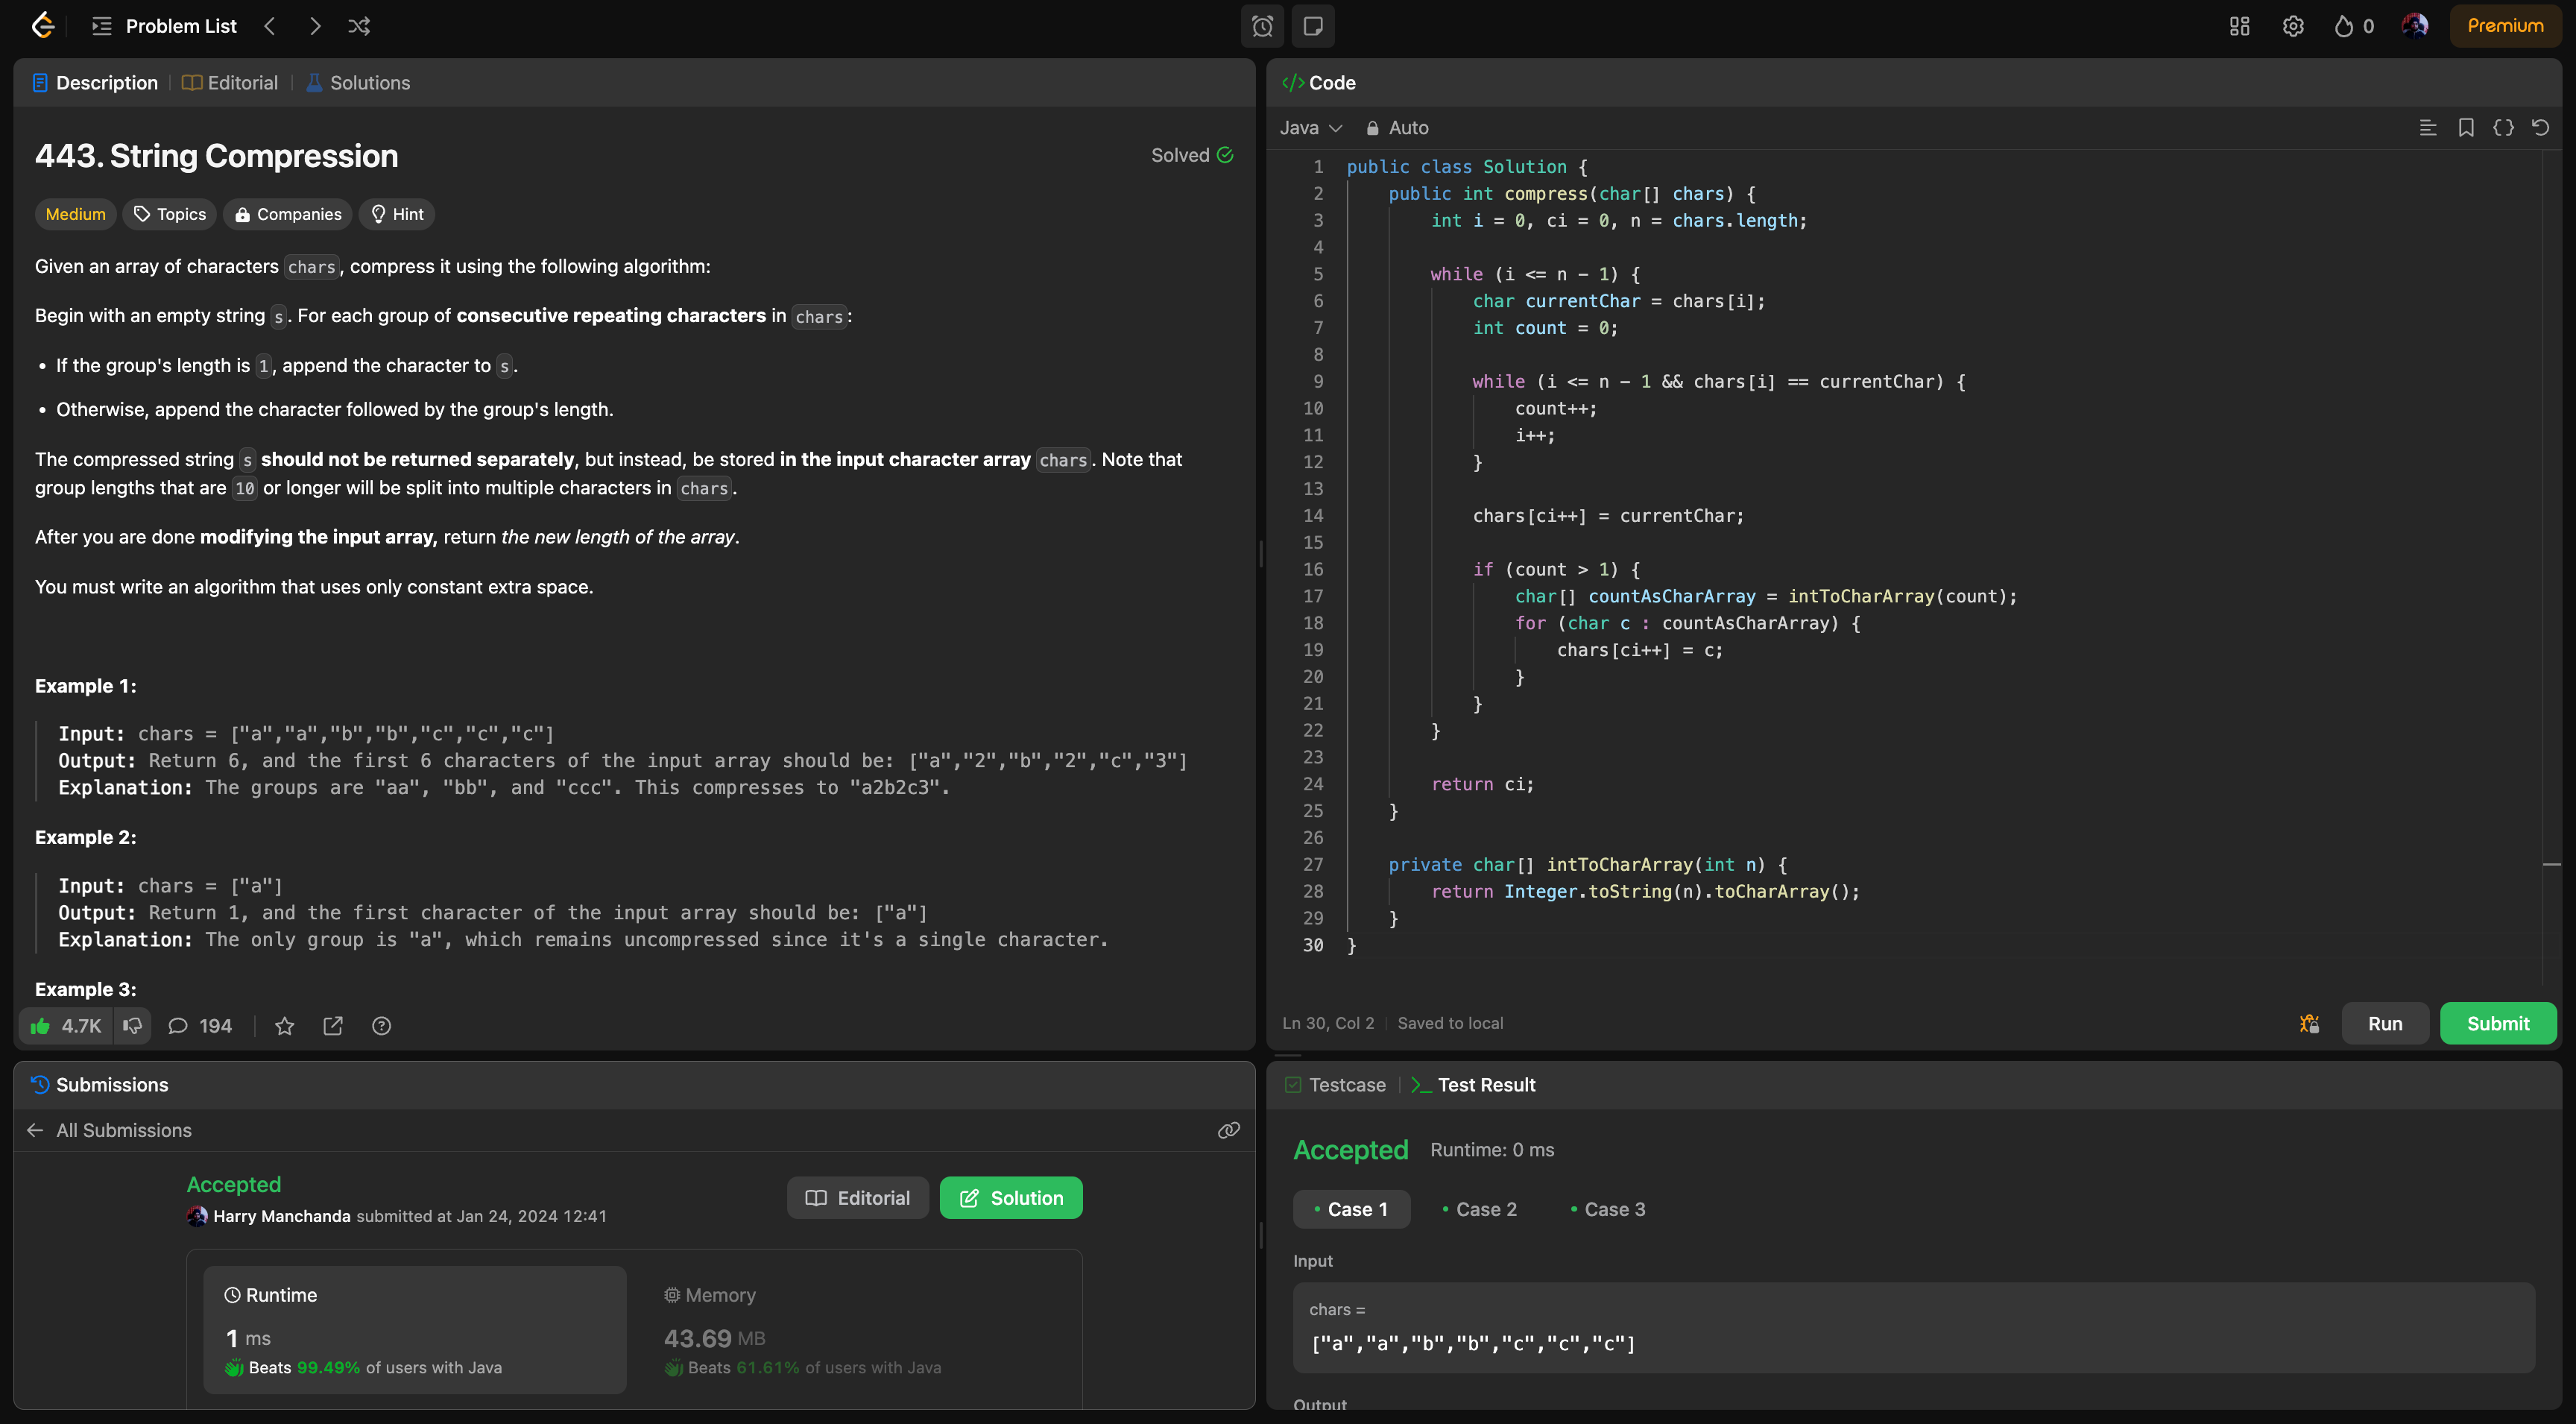 Problem List
0
Premium
Description
Editorial
Solutions
443. String Compression
Solved
Medium
Topics
Companies
Hint
Given an array of characters chars, compress it using the following algorithm:
Begin with an empty string s. For each group of consecutive repeating characters in chars:
• If the group's length is 1, append the character to s.
• Otherwise, append the character followed by the group's length.
The compressed string s should not be returned separately, but instead, be stored in the input character array chars. Note that
group lengths that are 10 or longer will be split into multiple characters in chars.
After you are done modifying the input array, return the new length of the array.
You must write an algorithm that uses only constant extra space.
Example 1:
Input: chars = ["a","a","b","b","c","c","c"]
Output: Return 6, and the first 6 characters of the input array should be: ["a","2","b","2","c","3"]
Explanation: The groups are "aa", "bb", and "ccc". This compresses to "a2b2c3".
Example 2:
Input: chars = ["a"]
Output: Return 1, and the first character of the input array should be: ["a"]
Explanation: The only group is "a", which remains uncompressed since it's a single character.
Example 3:
4.7K
194
Code
Java
Auto
1 public class Solution {
2     public int compress(char[] chars) {
3         int i = 0, ci = 0, n = chars.length;
4
5         while (i <= n - 1) {
6             char currentChar = chars[i];
7             int count = 0;
8
9             while (i <= n - 1 && chars[i] == currentChar) {
10                 count++;
11                 i++;
12             }
13
14             chars[ci++] = currentChar;
15
16             if (count > 1) {
17                 char[] countAsCharArray = intToCharArray(count);
18                 for (char c : countAsCharArray) {
19                     chars[ci++] = c;
20                 }
21             }
22         }
23
24         return ci;
25     }
26
27     private char[] intToCharArray(int n) {
28         return Integer.toString(n).toCharArray();
29     }
30 }
Ln 30, Col 2
Saved to local
Run
Submit
Submissions
All Submissions
Accepted
Harry Manchanda submitted at Jan 24, 2024 12:41
Editorial
Solution
Runtime
1 ms
Beats 99.49% of users with Java
Memory
43.69 MB
Beats 61.61% of users with Java
Testcase
Test Result
Accepted
Runtime: 0 ms
• Case 1
• Case 2
• Case 3
Input
chars =
["a","a","b","b","c","c","c"]
Output